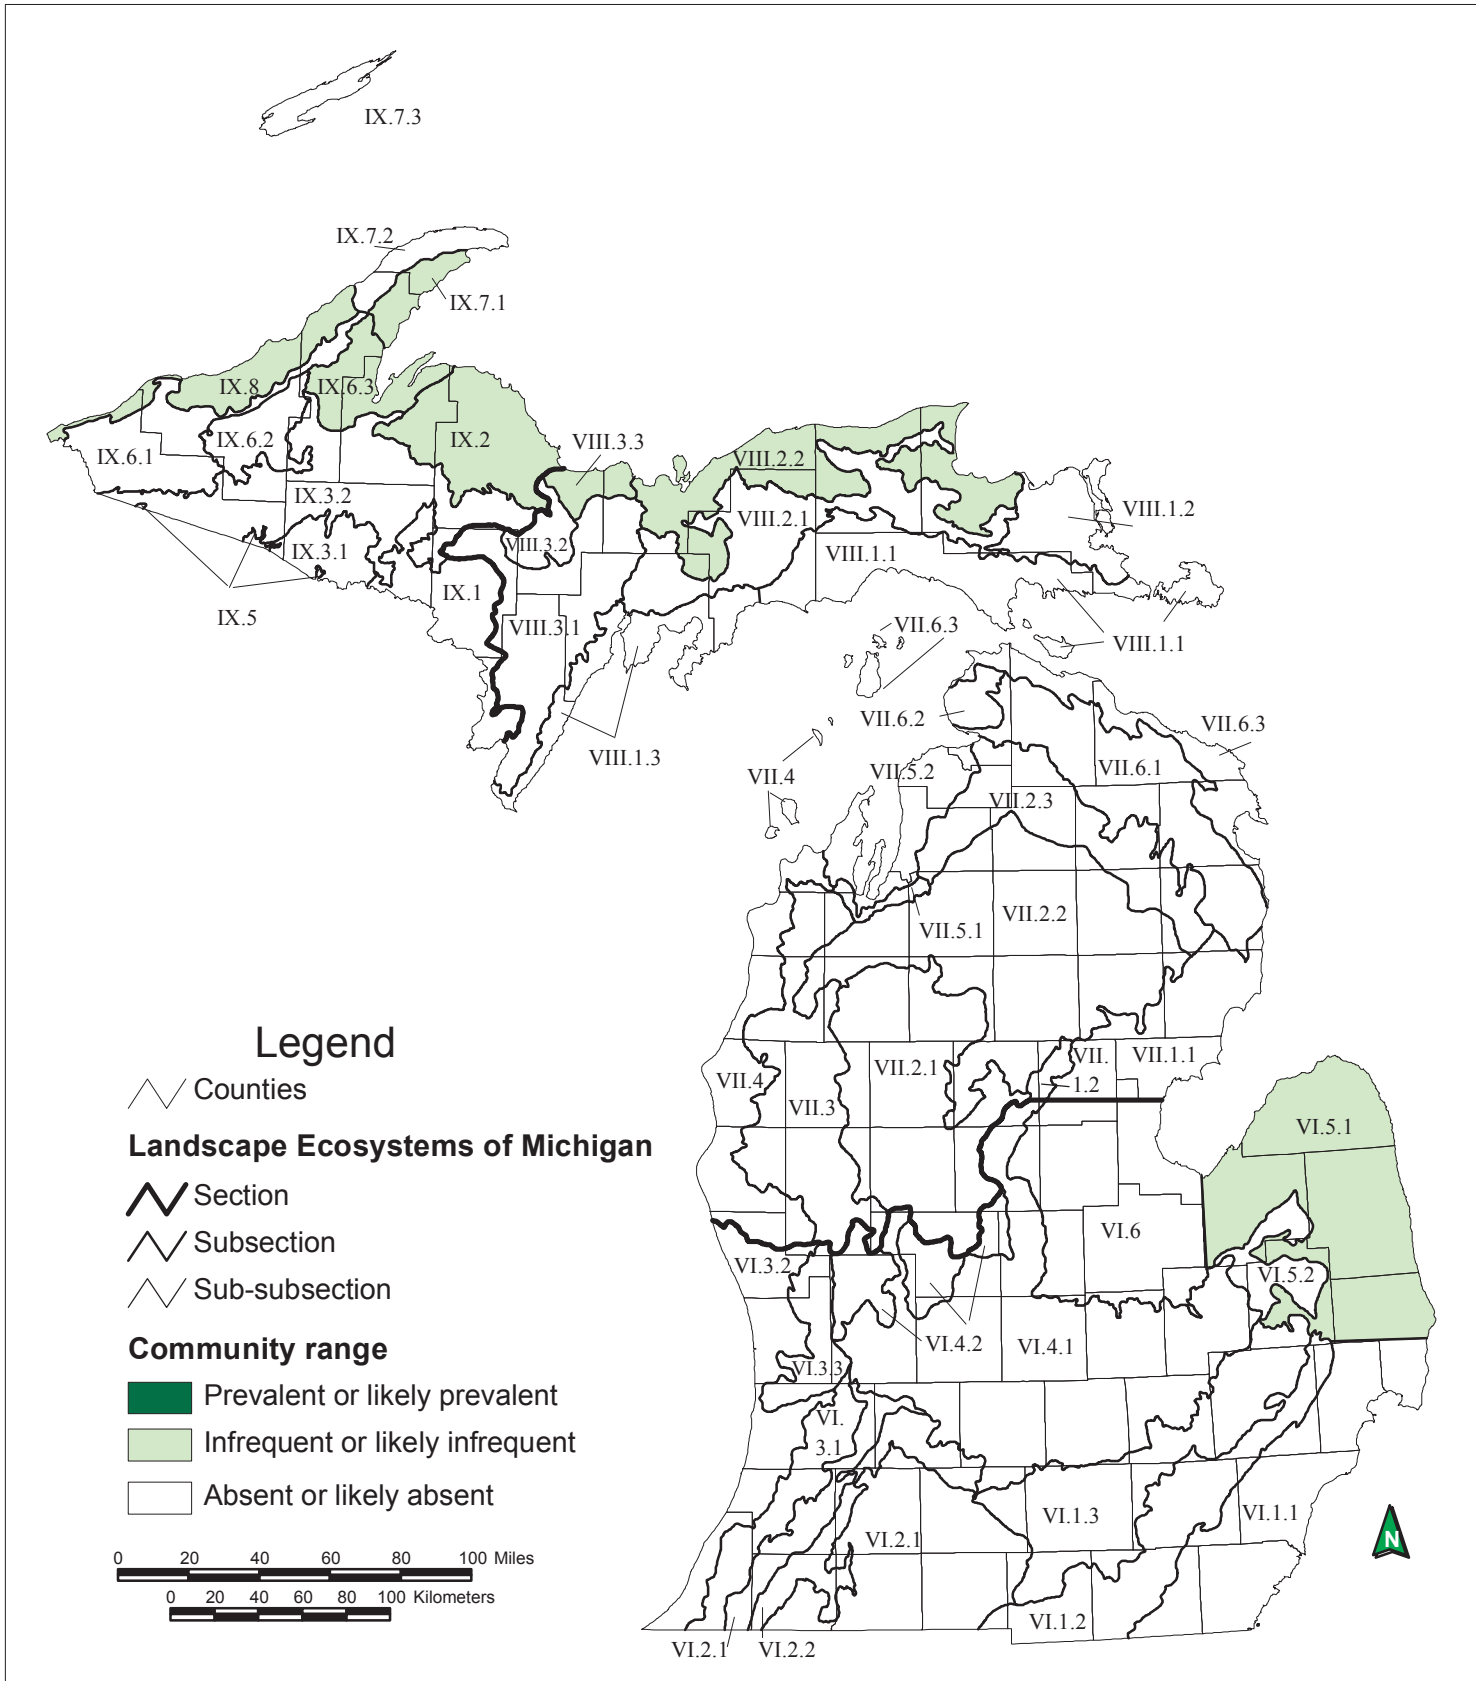 IX.7.3
IX.7.2
IX.7.1
IX.8
IX.6.3
IX.2
VIII.3.3
VIII.2.2
IX.6.1
IX.6.2
IX.3.2
VIII.2.1
VIII.1.2
IX.3.1
VIII.3.2
VIII.1.1
IX.1
IX.5
VIII.3.1
VII.6.3
VIII.1.1
VII.6.2
VII.6.3
VIII.1.3
VII.4
VII.5.2
VII.6.1
VII.2.3
VII.5.1
VII.2.2
VII.4
VII.3
VII.2.1
VII.
1.2
VII.1.1
VI.5.1
VI.6
VI.3.2
VI.5.2
VI.4.2
VI.4.1
VI.3.3
VI.
3.1
VI.1.3
VI.1.1
VI.2.1
VI.1.2
VI.2.1
VI.2.2
Legend
Counties
Landscape Ecosystems of Michigan
Section
Subsection
Sub-subsection
Community range
Prevalent or likely prevalent
Infrequent or likely infrequent
Absent or likely absent
0 20 40 60 80 100 Miles
0 20 40 60 80 100 Kilometers
N